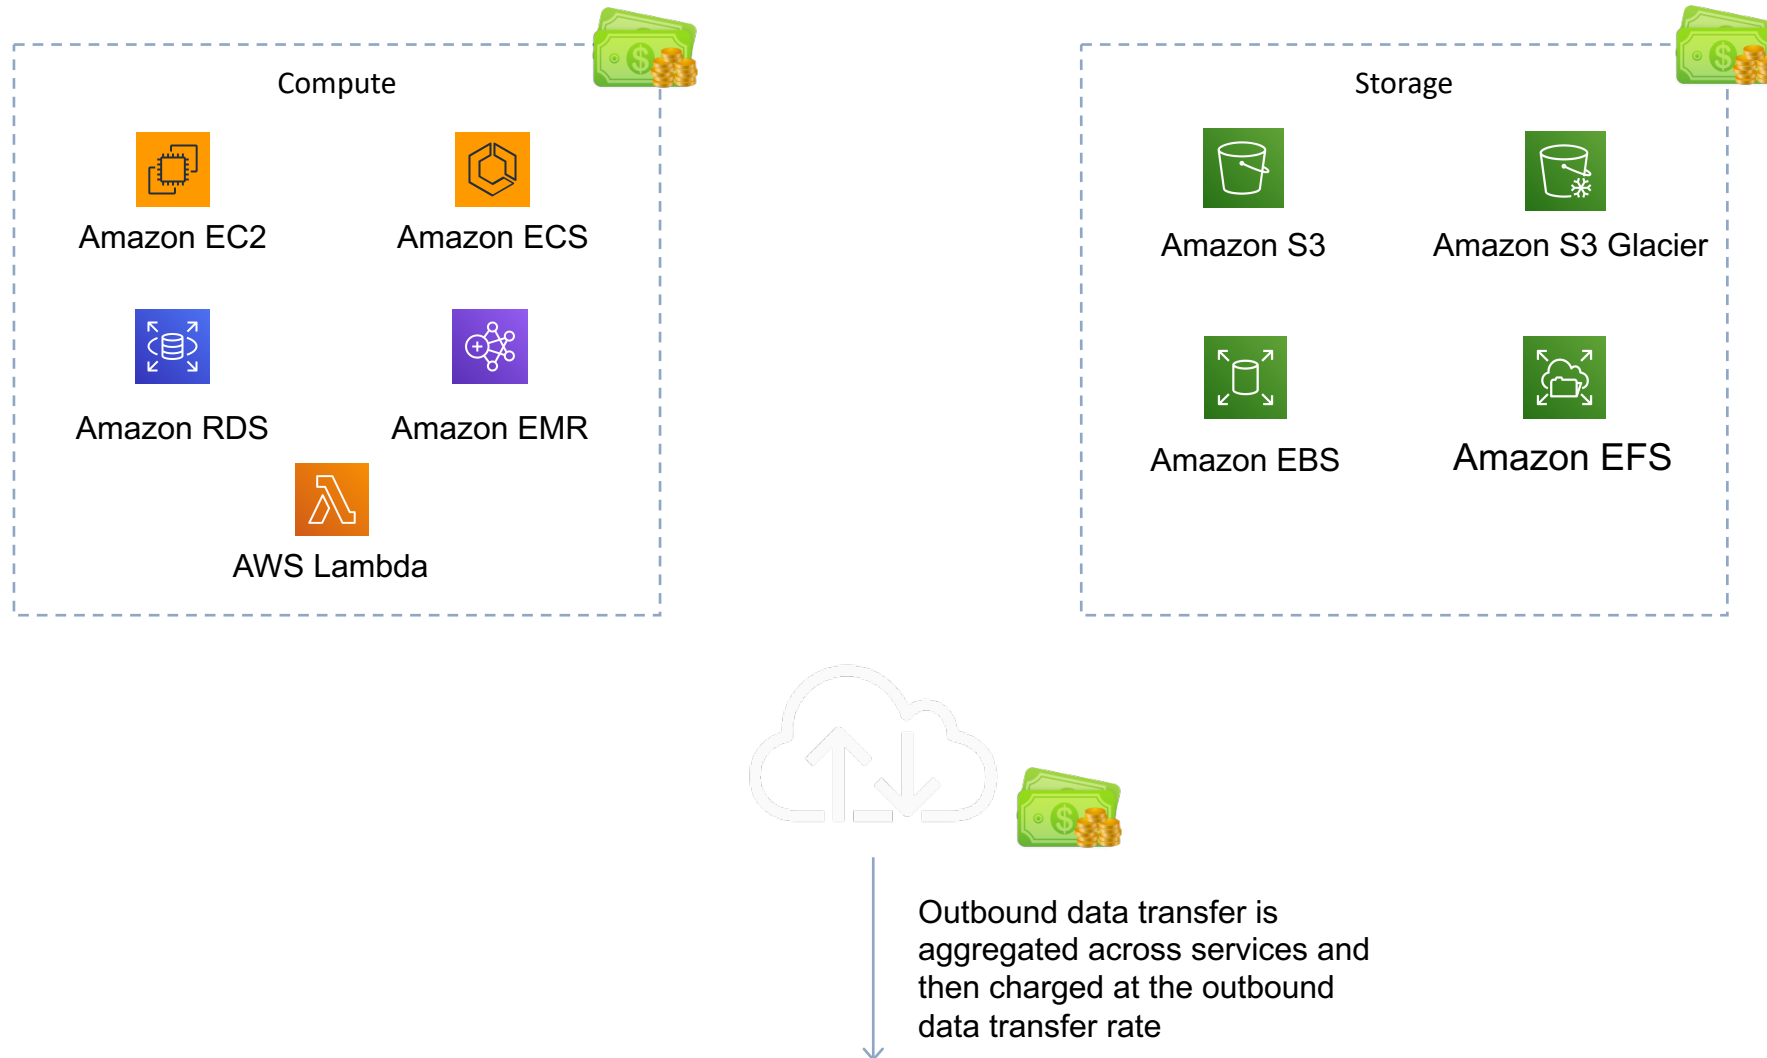 Compute
Amazon EC2
Amazon ECS
Amazon RDS
Amazon EMR
AWS Lambda
Storage
Amazon S3
Amazon S3 Glacier
Amazon EBS
Amazon EFS
Outbound data transfer is
aggregated across services and
then charged at the outbound
data transfer rate